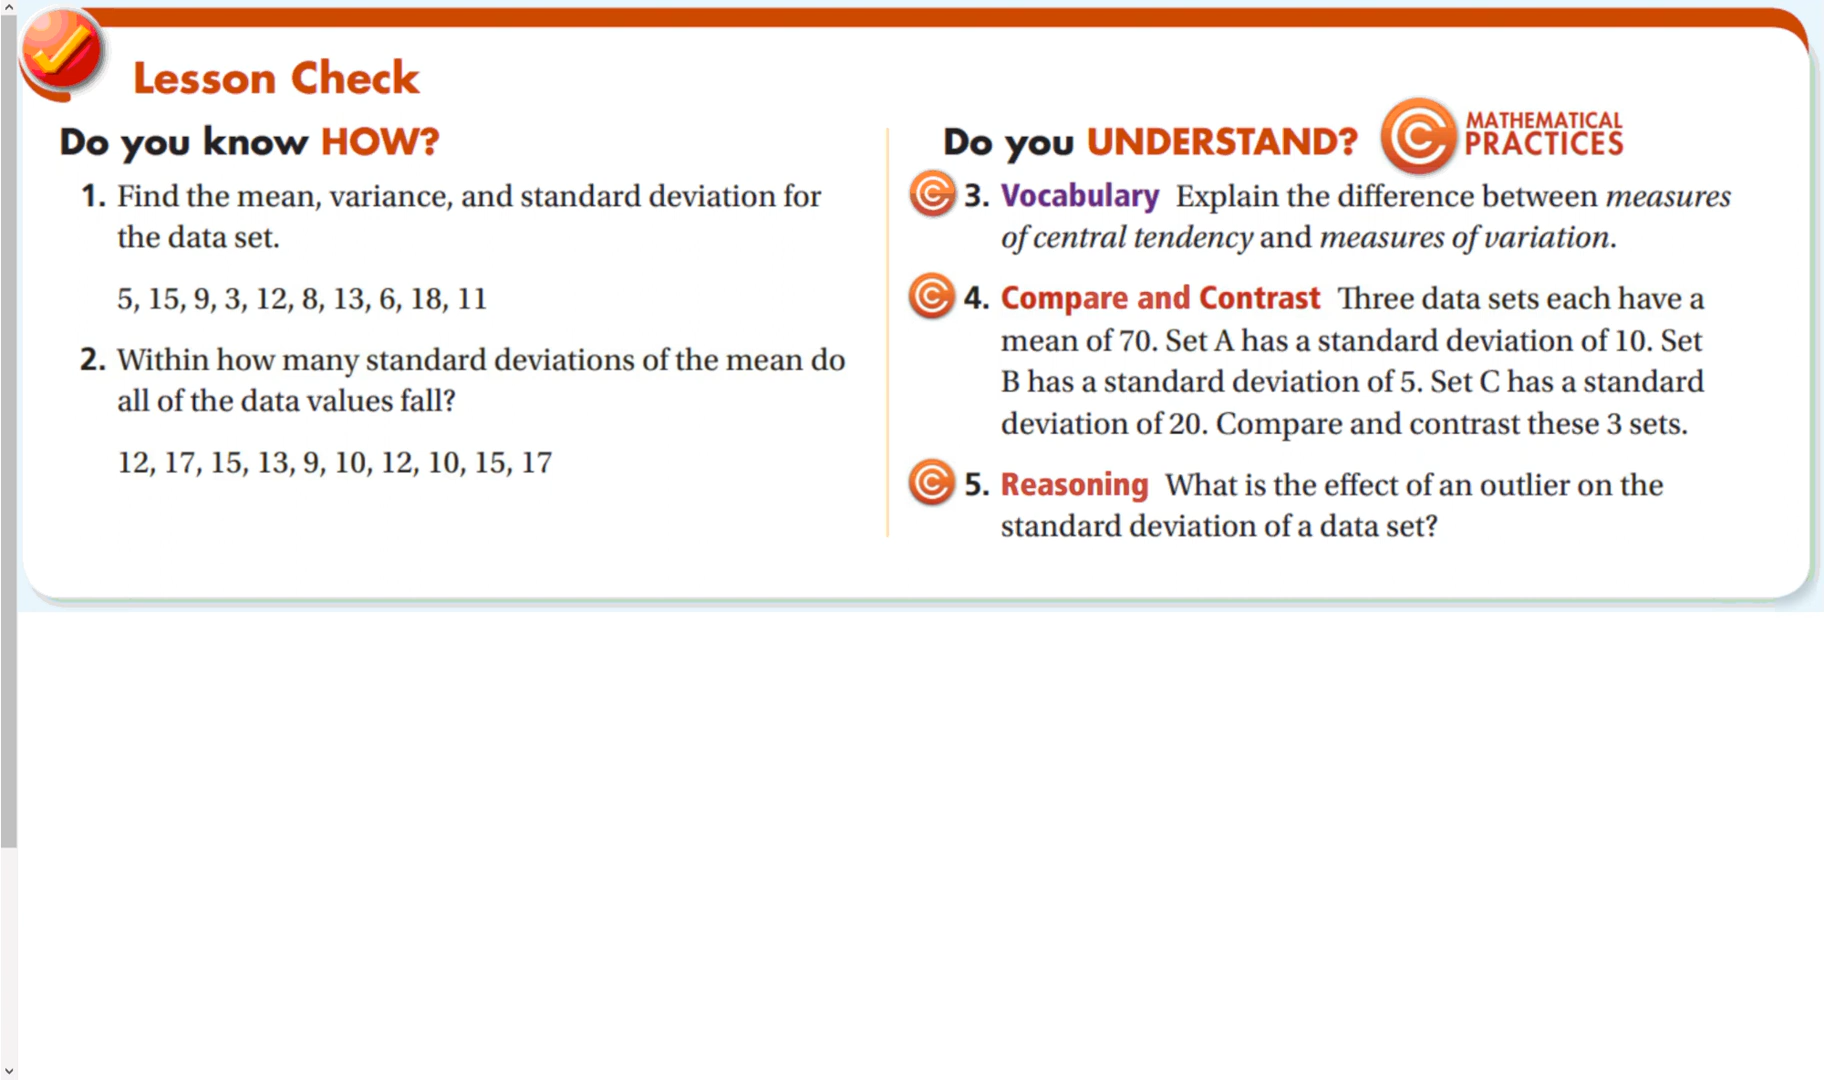 Lesson Check
Do you know HOW?
1. Find the mean, variance, and standard deviation for
the data set.
5, 15, 9, 3, 12, 8, 13, 6, 18, 11
2. Within how many standard deviations of the mean do
all of the data values fall?
12, 17, 15, 13, 9, 10, 12, 10, 15, 17
Do you UNDERSTAND?
MATHEMATICAL
PRACTICES
3. Vocabulary Explain the difference between measures
of central tendency and measures of variation.
4. Compare and Contrast Three data sets each have a
mean of 70. Set A has a standard deviation of 10. Set
B has a standard deviation of 5. Set C has a standard
deviation of 20. Compare and contrast these 3 sets.
5. Reasoning What is the effect of an outlier on the
standard deviation of a data set?